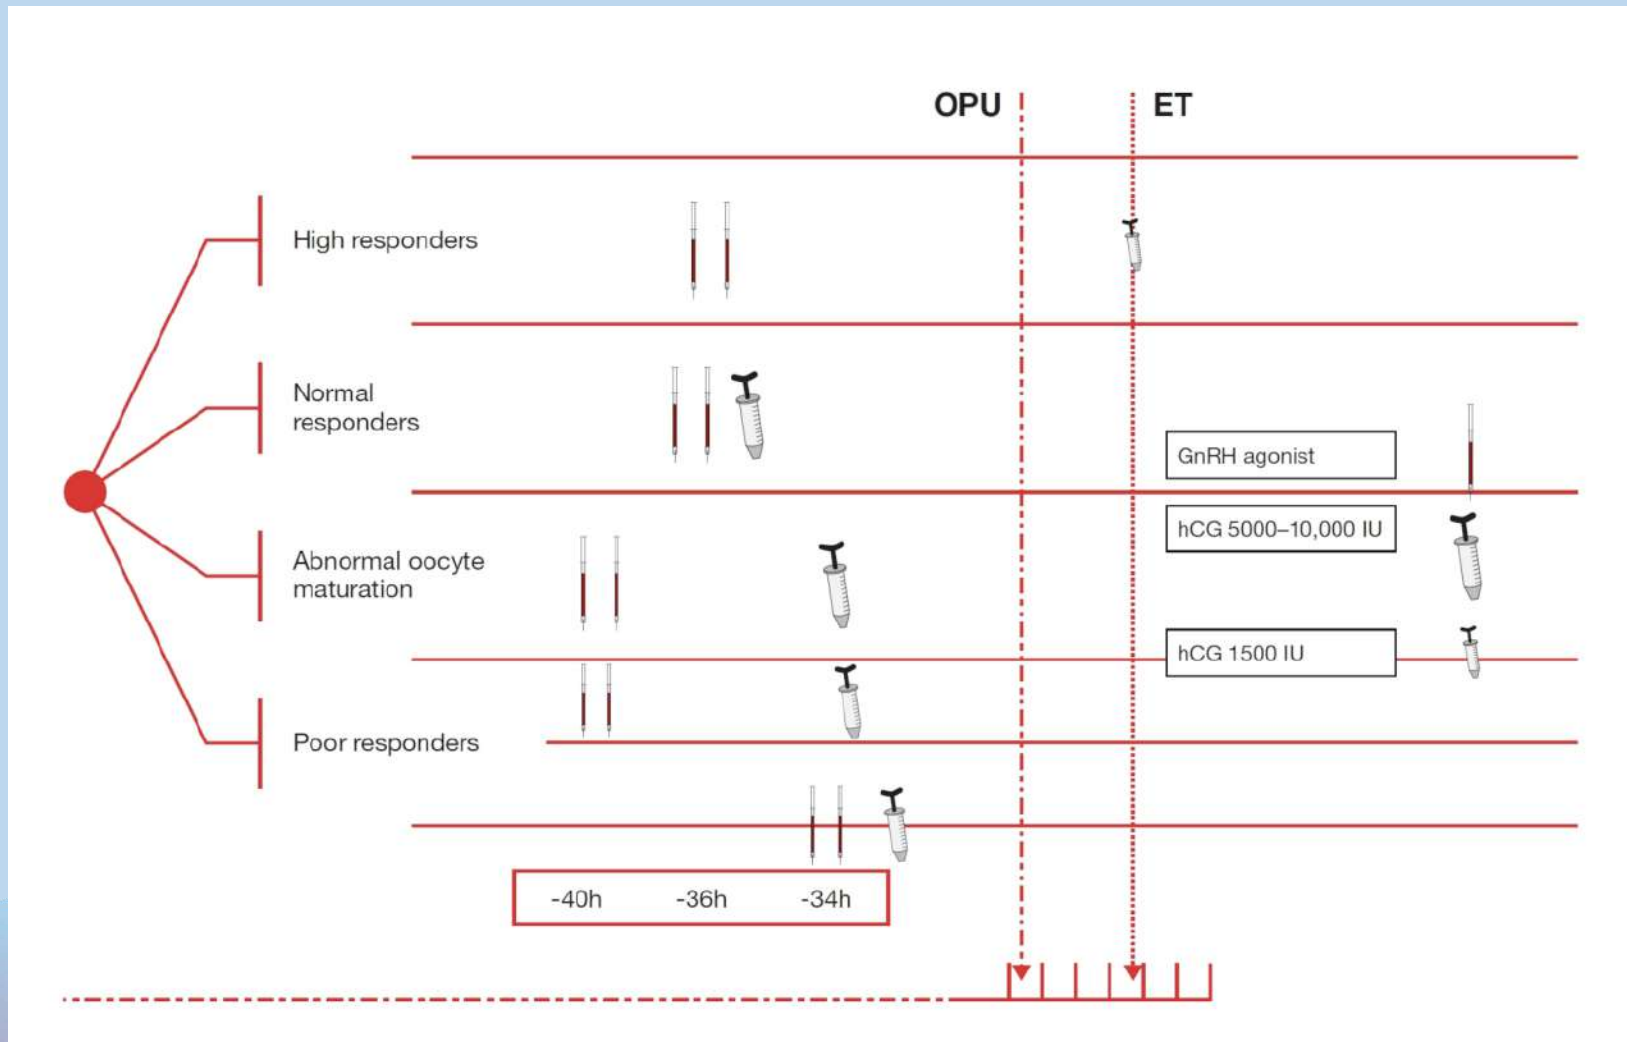 OPU
ET
High responders
Normal
responders
GnRH agonist
hCG 5000–10,000 IU
Abnormal oocyte
maturation
hCG 1500 IU
Poor responders
-40h
-36h
-34h